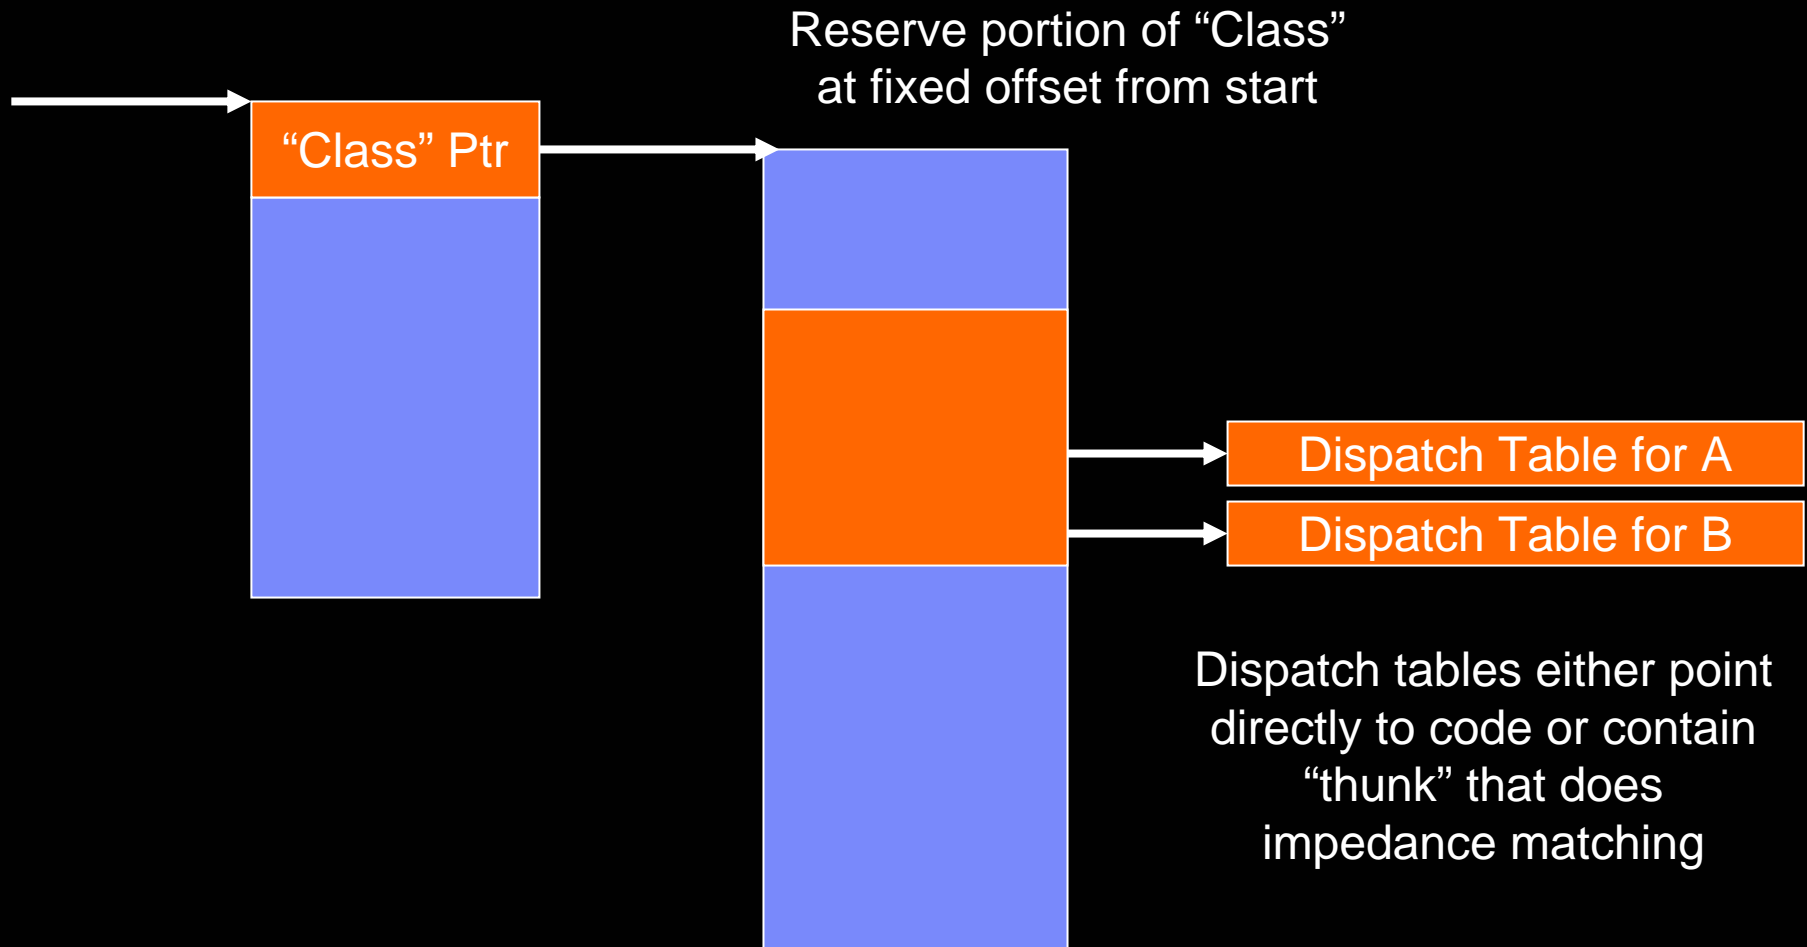 Reserve portion of “Class”
at fixed offset from start
“Class” Ptr
Dispatch Table for A
Dispatch Table for B
Dispatch tables either point
directly to code or contain
“thunk” that does
impedance matching